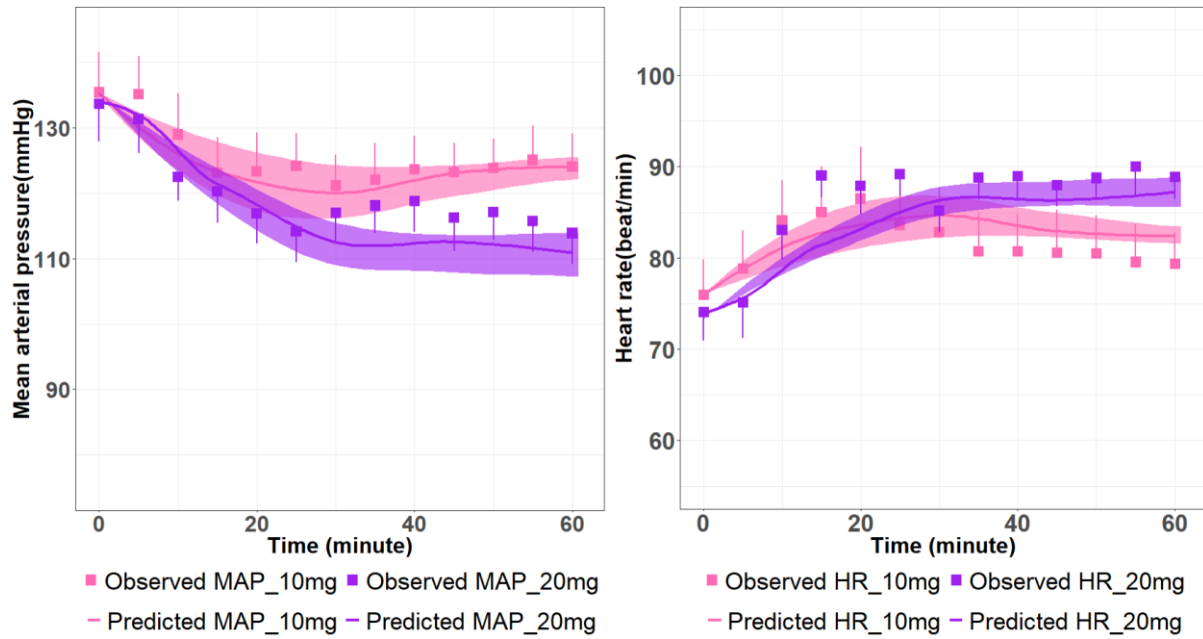 Mean arterial pressure(mmHg)
130
110
90
0 20 40 60
Time (minute)
Observed MAP_10mg Observed MAP_20mg
Predicted MAP_10mg Predicted MAP_20mg
Heart rate(beat/min)
100
90
80
70
60
0 20 40 60
Time (minute)
Observed HR_10mg Observed HR_20mg
Predicted HR_10mg Predicted HR_20mg